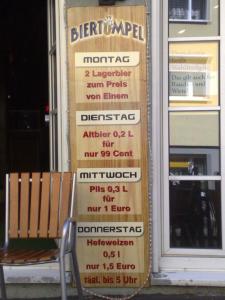 BIERTÜMPEL
MONTAG
2 Lagerbier
zum Preis
von Einem
DIENSTAG
Altbier 0,2 L
für
nur 99 Cent
MITTWOCH
Pils 0,3 L
für
nur 1 Euro
DONNERSTAG
Hefeweizen
0,5 l
nur 1,5 Euro
tägl. bis 5 Uhr